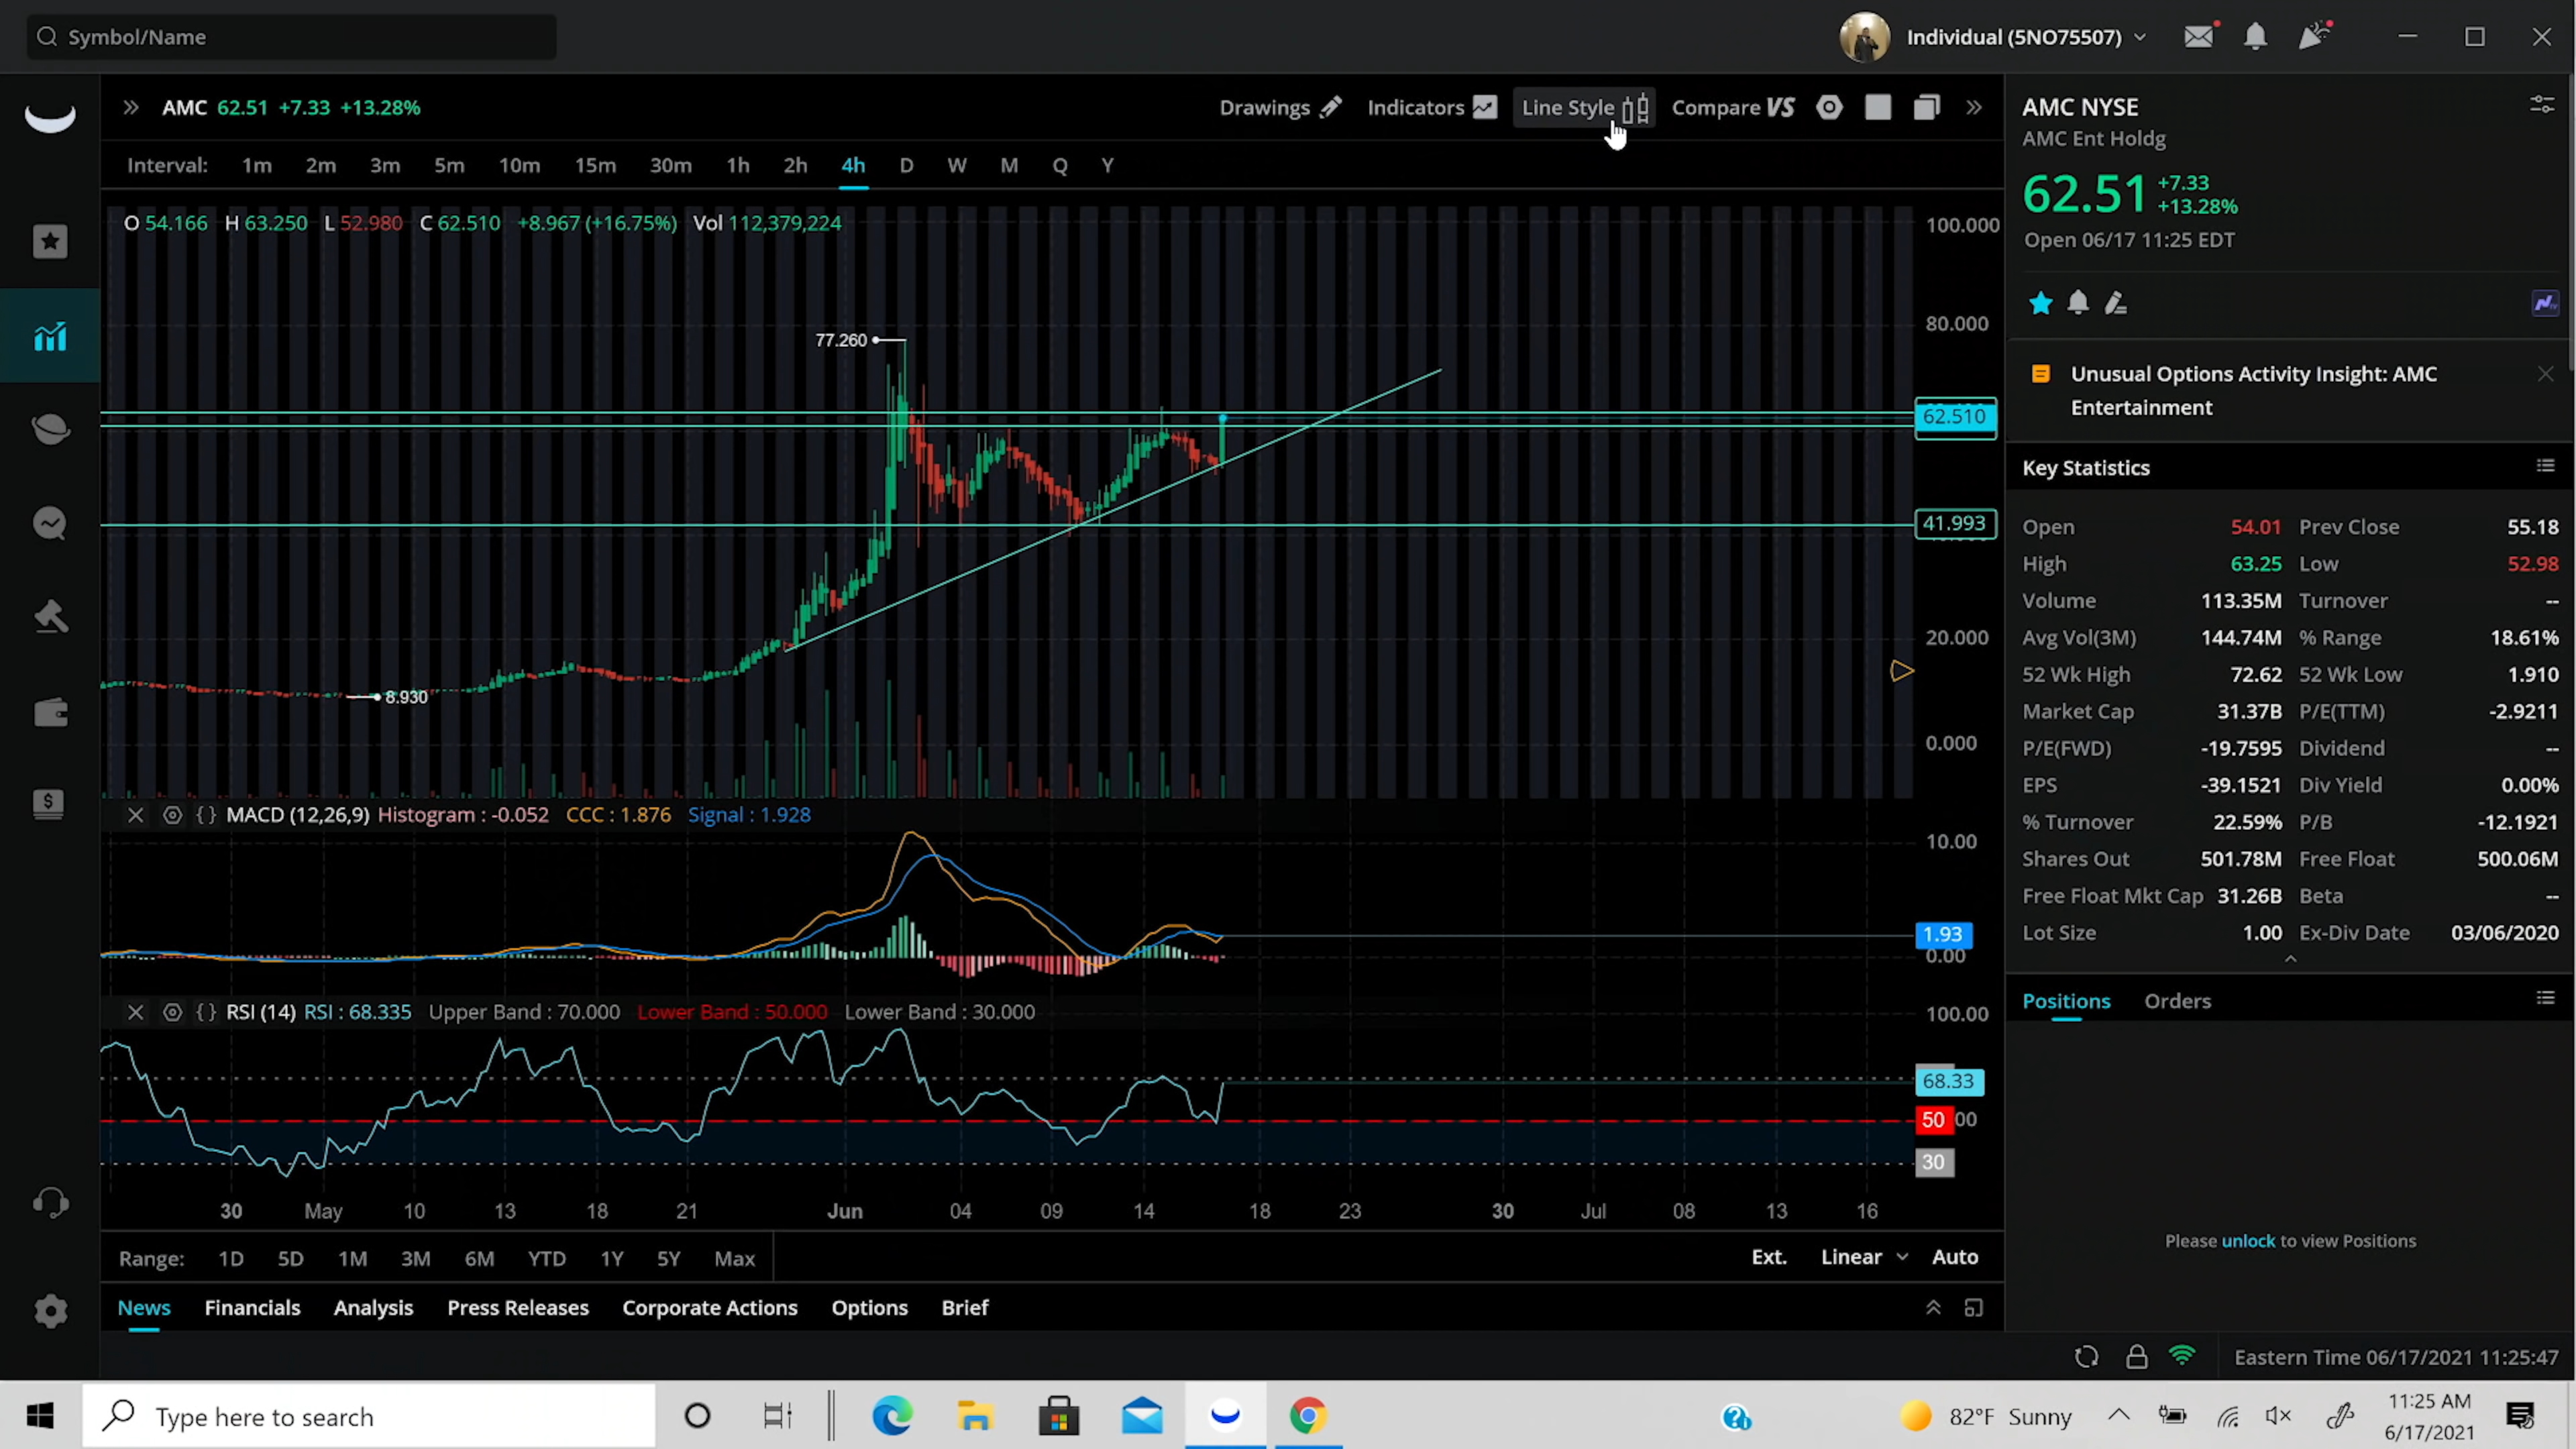 Symbol/Name
Individual (5NO75507)
AMC 62.51 +7.33 +13.28%
Drawings
Indicators
Line Style
Compare VS
Interval: 1m 2m 3m 5m 10m 15m 30m 1h 2h 4h D W M Q Y
O 54.166 H 63.250 L 52.980 C 62.510 +8.967 (+16.75%) Vol 112,379,224
100.000
80.000
77.260
62.510
41.993
20.000
8.930
0.000
MACD (12,26,9) Histogram : -0.052 CCC : 1.876 Signal : 1.928
10.00
1.93
0.00
RSI (14) RSI : 68.335 Upper Band : 70.000 Lower Band : 50.000 Lower Band : 30.000
100.00
68.33
50 00
30
30 May 10 13 18 21 Jun 04 09 14 18 23 30 Jul 08 13 16
Range: 1D 5D 1M 3M 6M YTD 1Y 5Y Max
Ext. Linear Auto
News Financials Analysis Press Releases Corporate Actions Options Brief
AMC NYSE
AMC Ent Holdg
62.51 +7.33
+13.28%
Open 06/17 11:25 EDT
Unusual Options Activity Insight: AMC
Entertainment
Key Statistics
Open 54.01 Prev Close 55.18
High 63.25 Low 52.98
Volume 113.35M Turnover --
Avg Vol(3M) 144.74M % Range 18.61%
52 Wk High 72.62 52 Wk Low 1.910
Market Cap 31.37B P/E(TTM) -2.9211
P/E(FWD) -19.7595 Dividend --
EPS -39.1521 Div Yield 0.00%
% Turnover 22.59% P/B -12.1921
Shares Out 501.78M Free Float 500.06M
Free Float Mkt Cap 31.26B Beta --
Lot Size 1.00 Ex-Div Date 03/06/2020
Positions Orders
Please unlock to view Positions
Eastern Time 06/17/2021 11:25:47
Type here to search
82°F Sunny
11:25 AM
6/17/2021